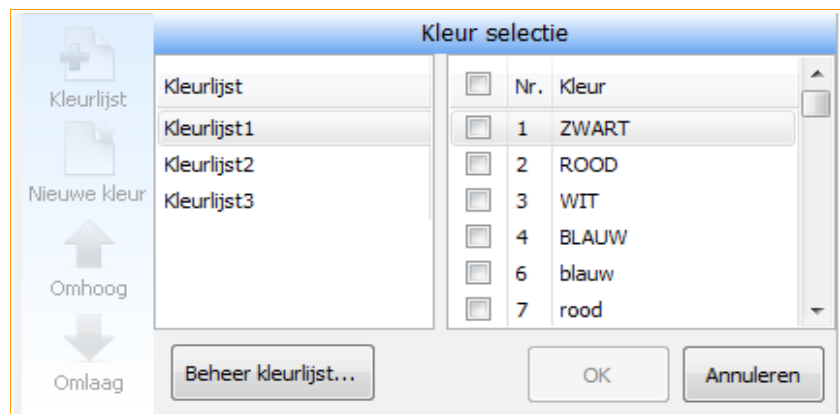 Kleur selectie
Kleurlijst
Nieuwe kleur
Omhoog
Omlaag
Kleurlijst
Kleurlijst1
Kleurlijst2
Kleurlijst3
Nr. Kleur
1 ZWART
2 ROOD
3 WIT
4 BLAUW
6 blauw
7 rood
Beheer kleurlijst...
OK
Annuleren